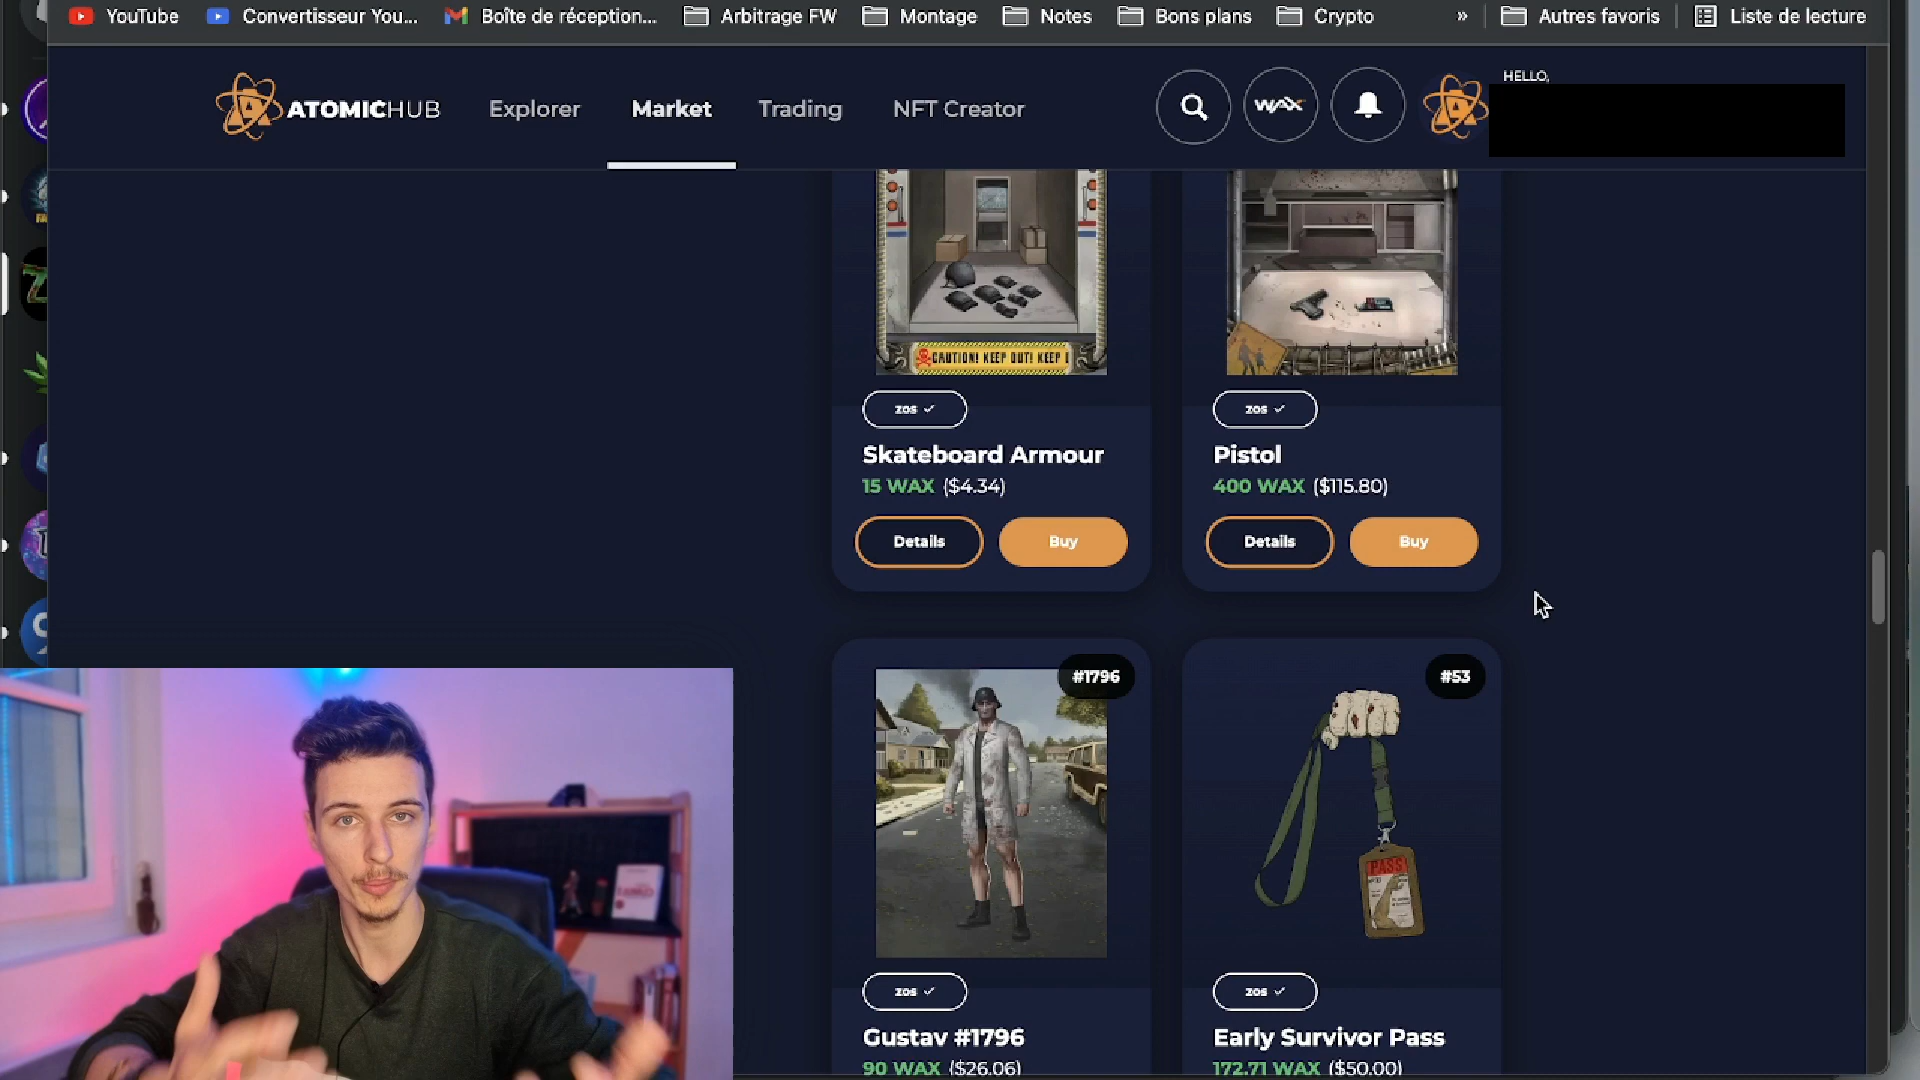 YouTube
Convertisseur You...
Boîte de réception...
Arbitrage FW
Montage
Notes
Bons plans
Crypto
»
Autres favoris
Liste de lecture
ATOMICHUB
Explorer
Market
Trading
NFT Creator
WAX
HELLO,
CAUTION! KEEP OUT! KEEP
zos
Skateboard Armour
15 WAX ($4.34)
Details
Buy
zos
Pistol
400 WAX ($115.80)
Details
Buy
#1796
zos
Gustav #1796
90 WAX ($26.06)
#53
PASS
zos
Early Survivor Pass
172.71 WAX ($50.00)